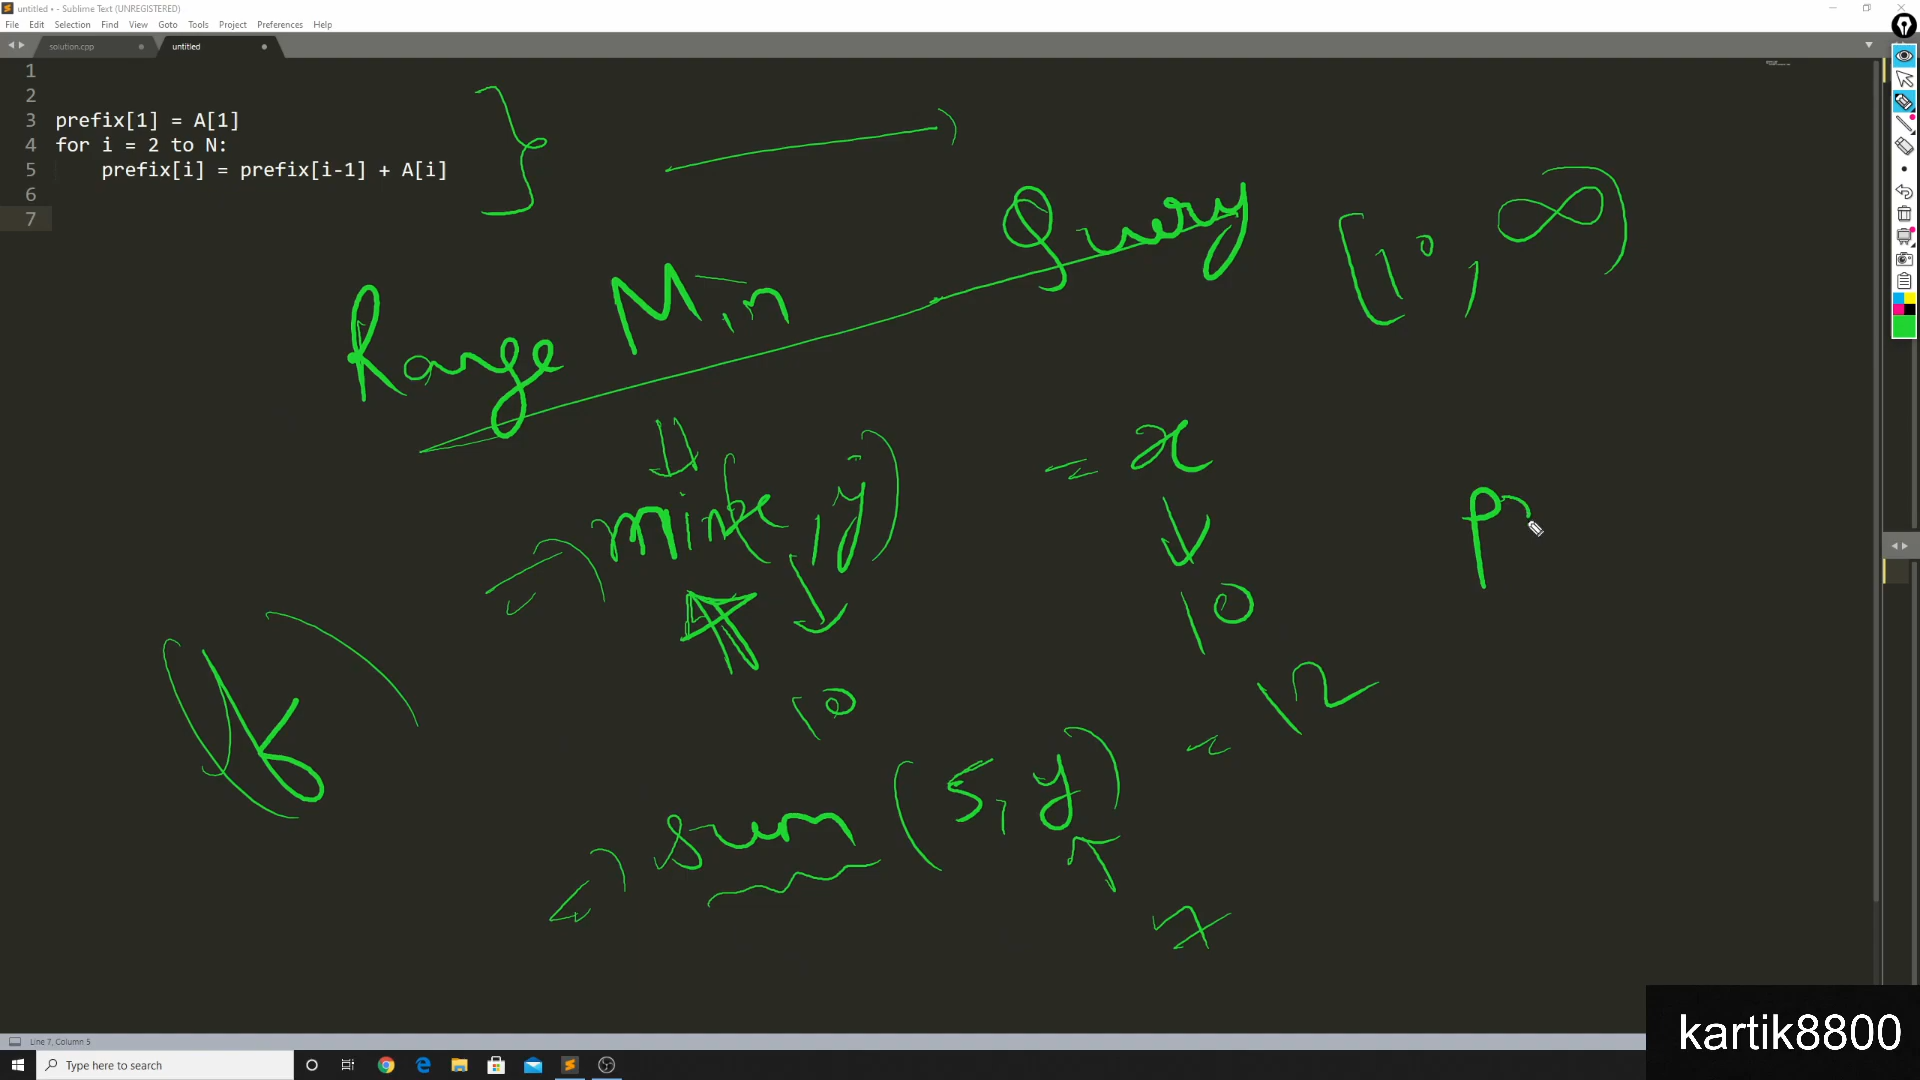 untitled • - Sublime Text (UNREGISTERED)
File Edit Selection Find View Goto Tools Project Preferences Help
solution.cpp
untitled
1
2
3 prefix[1] = A[1]
4 for i = 2 to N:
5 prefix[i] = prefix[i-1] + A[i]
6
7
Range Min Query
[10, ∞)
min(x, y) = x
10
10
sum (5, y) = 12
7
Line 7, Column 5
Type here to search
kartik8800